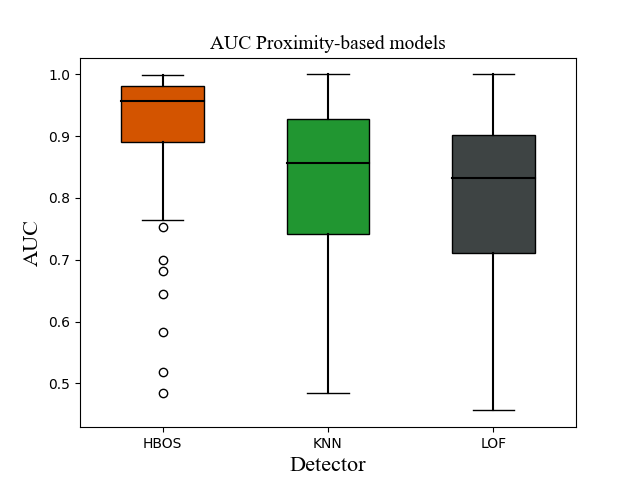 AUC Proximity-based models
1.0
0.9
0.8
0.7
0.6
0.5
AUC
HBOS KNN LOF
Detector